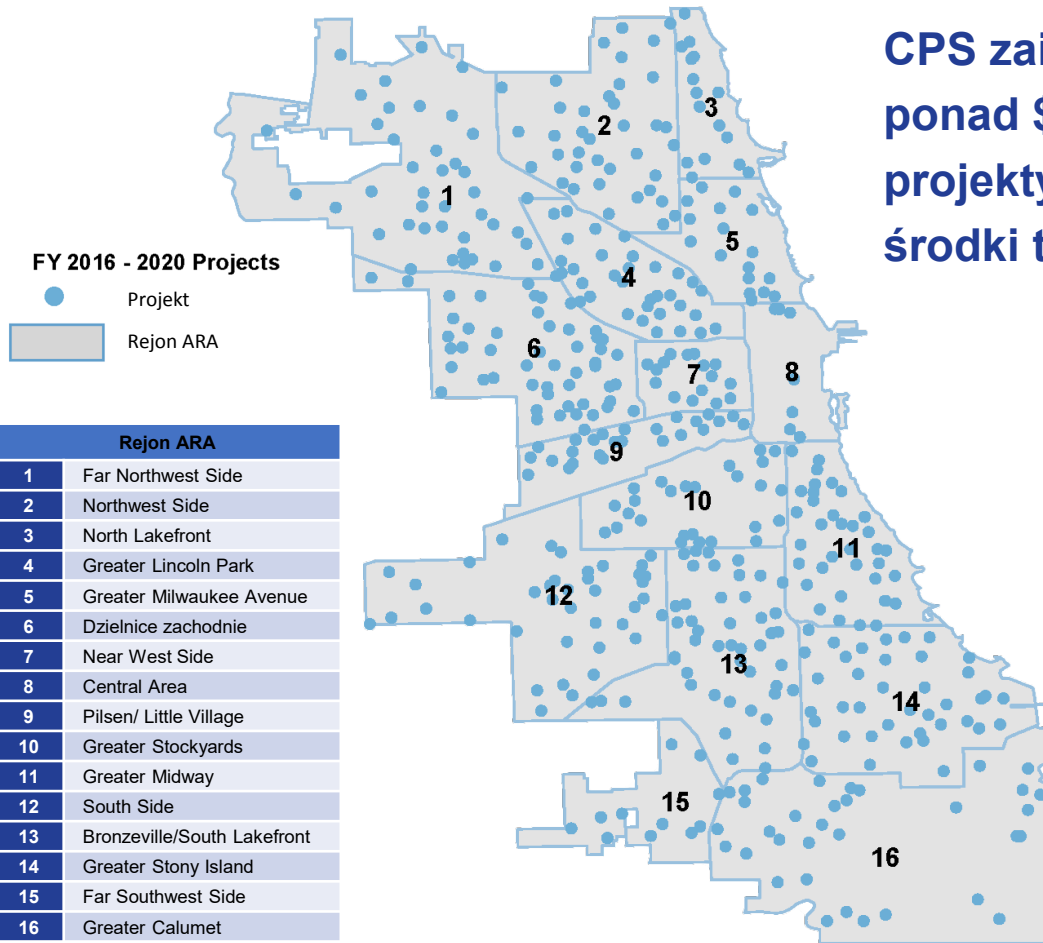 CPS
ponad
projekty
środki
FY 2016 - 2020 Projects
Projekt
Rejon ARA
Rejon ARA
1 Far Northwest Side
2 Northwest Side
3 North Lakefront
4 Greater Lincoln Park
5 Greater Milwaukee Avenue
6 Dzielnice zachodnie
7 Near West Side
8 Central Area
9 Pilsen/ Little Village
10 Greater Stockyards
11 Greater Midway
12 South Side
13 Bronzeville/South Lakefront
14 Greater Stony Island
15 Far Southwest Side
16 Greater Calumet
3
2
1
5
4
6
7
8
9
10
11
12
13
14
15
16